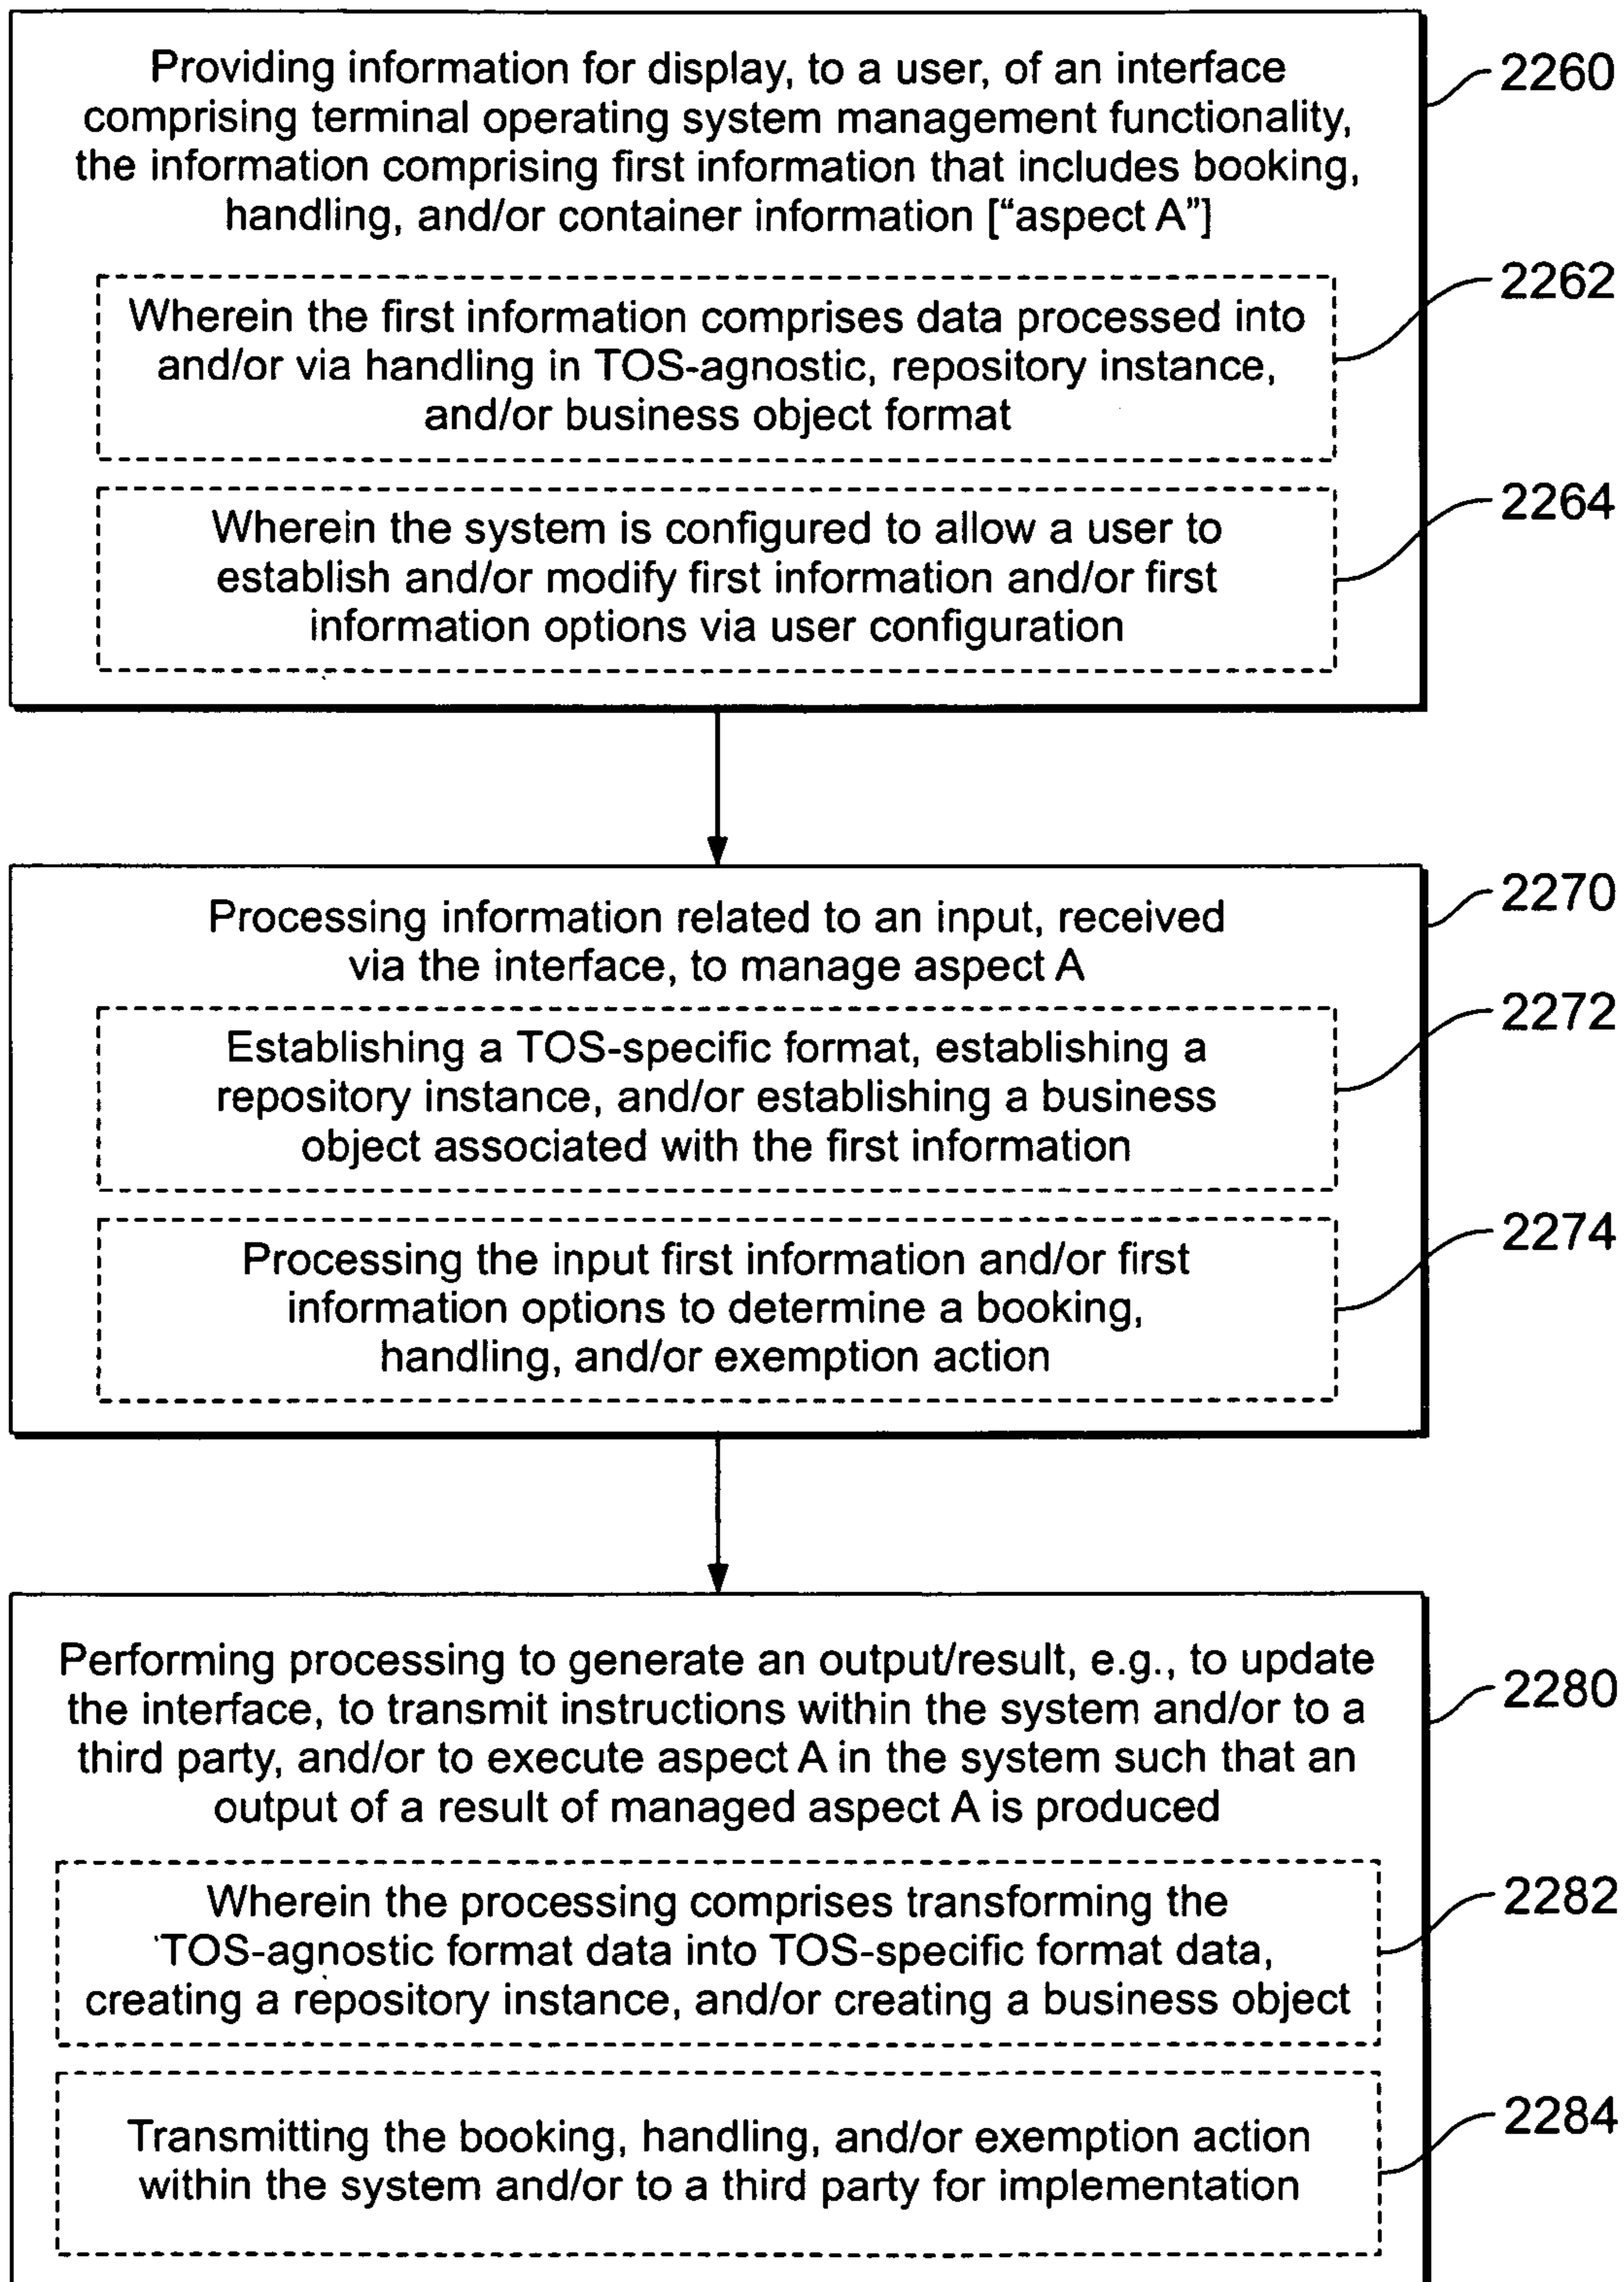 Providing information for display, to a user, of an interface
comprising terminal operating system management functionality,
the information comprising first information that includes booking,
handling, and/or container information ["aspect A"]
2260
Wherein the first information comprises data processed into
and/or via handling in TOS-agnostic, repository instance,
and/or business object format
2262
Wherein the system is configured to allow a user to
establish and/or modify first information and/or first
information options via user configuration
2264
Processing information related to an input, received
via the interface, to manage aspect A
2270
Establishing a TOS-specific format, establishing a
repository instance, and/or establishing a business
object associated with the first information
2272
Processing the input first information and/or first
information options to determine a booking,
handling, and/or exemption action
2274
Performing processing to generate an output/result, e.g., to update
the interface, to transmit instructions within the system and/or to a
third party, and/or to execute aspect A in the system such that an
output of a result of managed aspect A is produced
2280
Wherein the processing comprises transforming the
TOS-agnostic format data into TOS-specific format data,
creating a repository instance, and/or creating a business object
2282
Transmitting the booking, handling, and/or exemption action
within the system and/or to a third party for implementation
2284